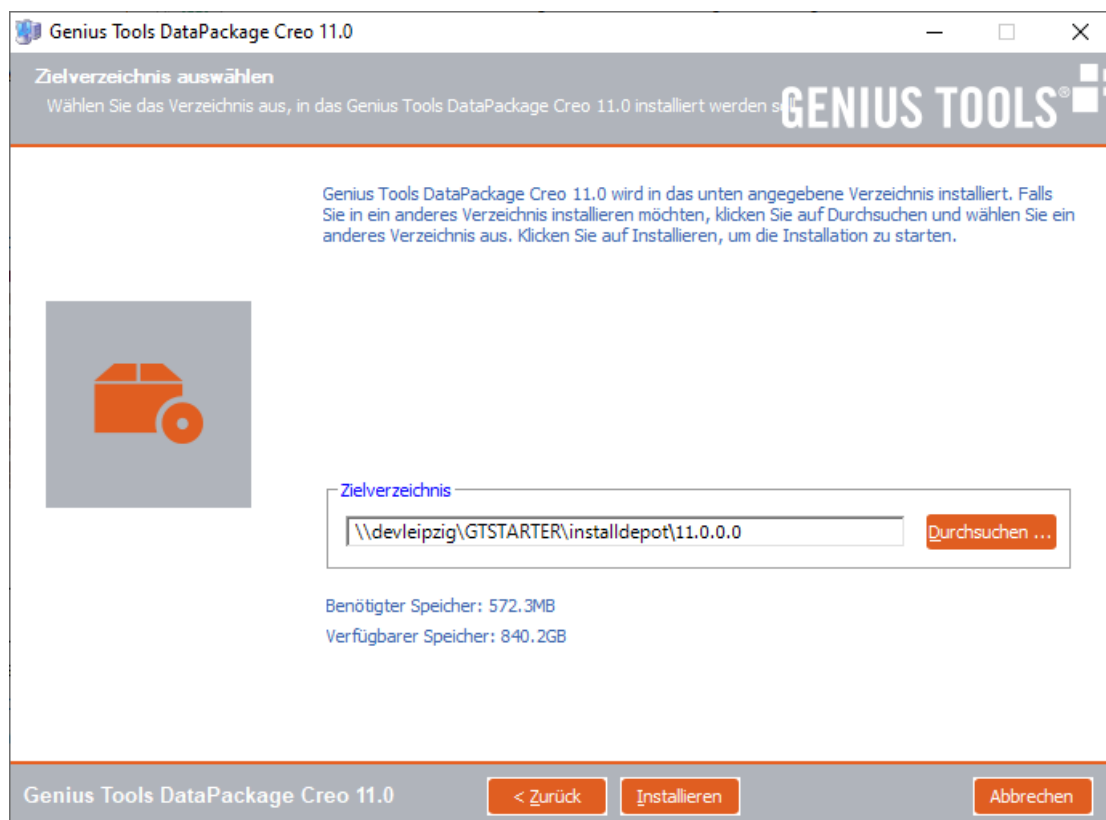 Genius Tools DataPackage Creo 11.0
Zielverzeichnis auswählen
Wählen Sie das Verzeichnis aus, in das Genius Tools DataPackage Creo 11.0 installiert werden
GENIUS TOOLS®
Genius Tools DataPackage Creo 11.0 wird in das unten angegebene Verzeichnis installiert. Falls
Sie in ein anderes Verzeichnis installieren möchten, klicken Sie auf Durchsuchen und wählen Sie ein
anderes Verzeichnis aus. Klicken Sie auf Installieren, um die Installation zu starten.
Zielverzeichnis
\\devleipzig\GTSTARTER\installdepot\11.0.0.0
Durchsuchen ...
Benötigter Speicher: 572.3MB
Verfügbarer Speicher: 840.2GB
Genius Tools DataPackage Creo 11.0
< Zurück
Installieren
Abbrechen